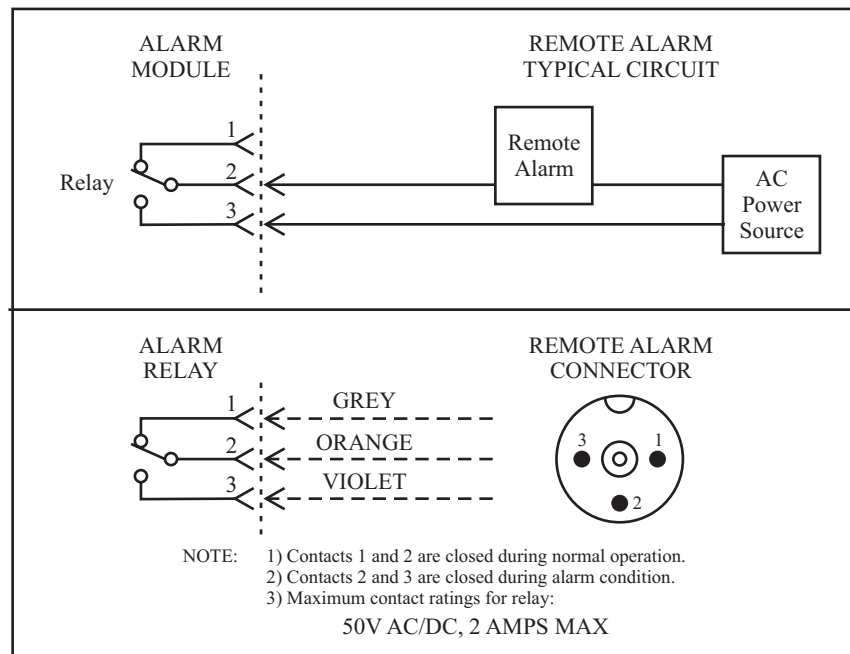 ALARM
MODULE
REMOTE ALARM
TYPICAL CIRCUIT
1
2
3
Relay
Remote
Alarm
AC
Power
Source
ALARM
RELAY
REMOTE ALARM
CONNECTOR
1
GREY
2
ORANGE
3
VIOLET
3
1
2
NOTE: 1) Contacts 1 and 2 are closed during normal operation.
2) Contacts 2 and 3 are closed during alarm condition.
3) Maximum contact ratings for relay:
50V AC/DC, 2 AMPS MAX